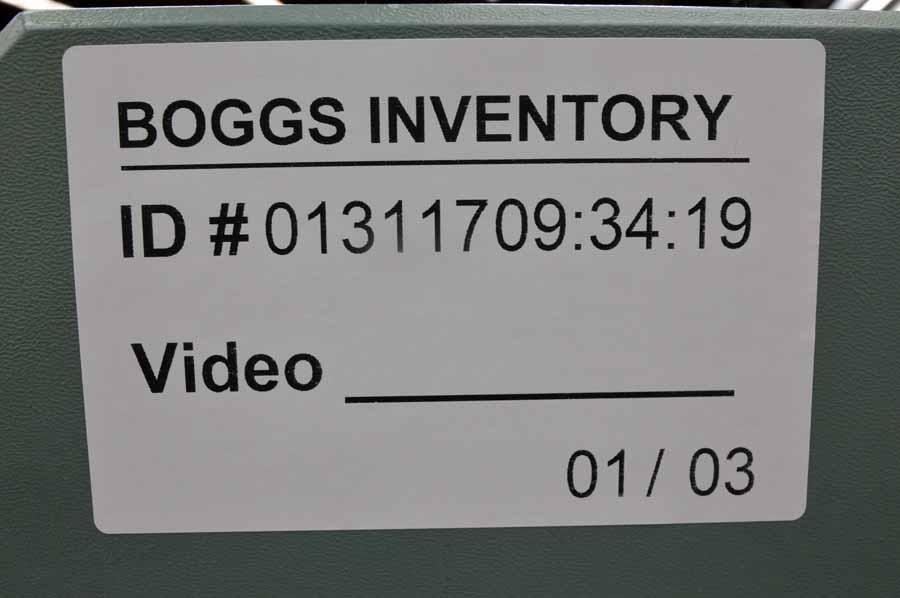 BOGGS INVENTORY
ID # 01311709:34:19
Video
01 / 03